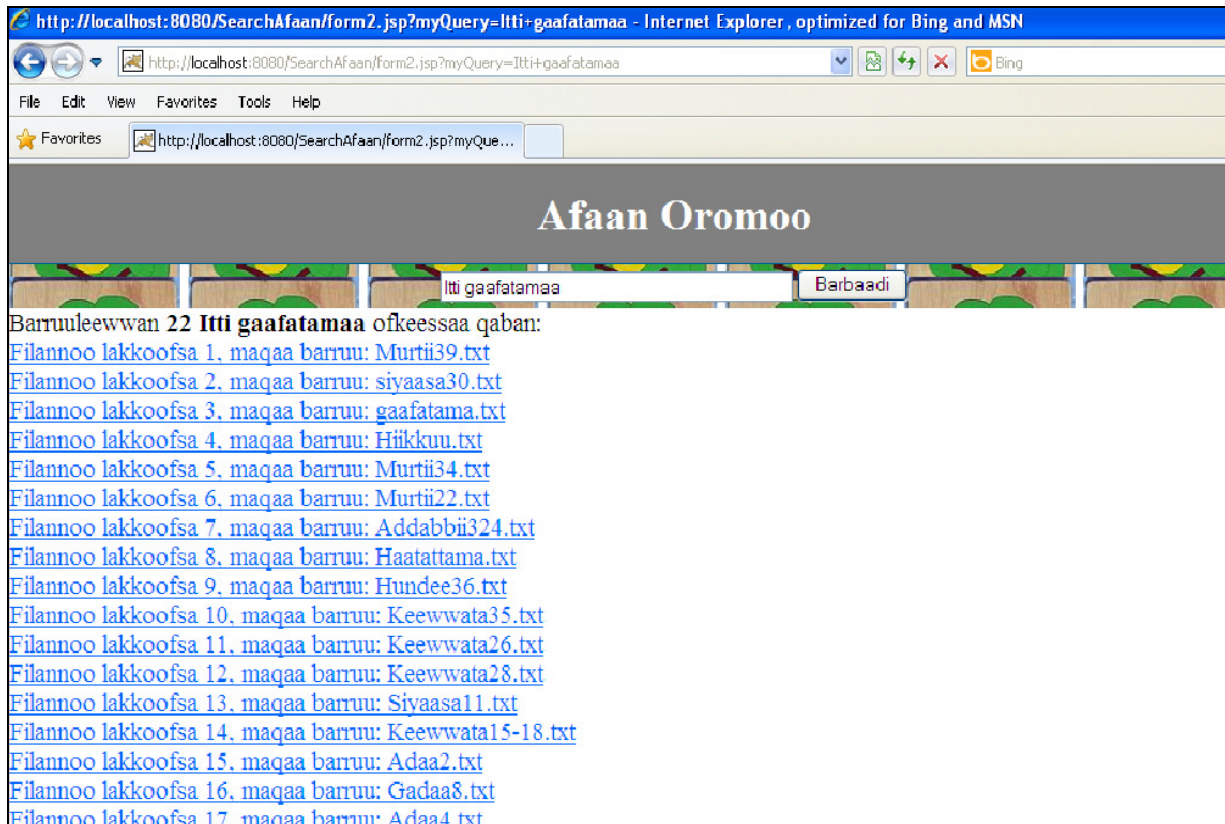 http://localhost:8080/SearchAfaan/form2.jsp?myQuery=Itti+gaafatamaa - Internet Explorer, optimized for Bing and MSN
http://localhost:8080/SearchAfaan/form2.jsp?myQuery=Itti+gaafatamaa Bing
File Edit View Favorites Tools Help
Favorites http://localhost:8080/SearchAfaan/form2.jsp?myQue...
Afaan Oromoo
Itti gaafatamaa Barbaadi
Barruuleewwan 22 Itti gaafatamaa ofkeessaa qaban:
Filannoo lakkoofsa 1, maqaa barruu: Murtii39.txt
Filannoo lakkoofsa 2, maqaa barruu: siyaasa30.txt
Filannoo lakkoofsa 3, maqaa barruu: gaafatama.txt
Filannoo lakkoofsa 4, maqaa barruu: Hiikkuu.txt
Filannoo lakkoofsa 5, maqaa barruu: Murtii34.txt
Filannoo lakkoofsa 6, maqaa barruu: Murtii22.txt
Filannoo lakkoofsa 7, maqaa barruu: Addabbii324.txt
Filannoo lakkoofsa 8, maqaa barruu: Haatattama.txt
Filannoo lakkoofsa 9, maqaa barruu: Hundee36.txt
Filannoo lakkoofsa 10, maqaa barruu: Keewwata35.txt
Filannoo lakkoofsa 11, maqaa barruu: Keewwata26.txt
Filannoo lakkoofsa 12, maqaa barruu: Keewwata28.txt
Filannoo lakkoofsa 13, maqaa barruu: Siyaasa11.txt
Filannoo lakkoofsa 14, maqaa barruu: Keewwata15-18.txt
Filannoo lakkoofsa 15, maqaa barruu: Adaa2.txt
Filannoo lakkoofsa 16, maqaa barruu: Gadaa8.txt
Filannoo lakkoofsa 17, maqaa barruu: Adaa4.txt